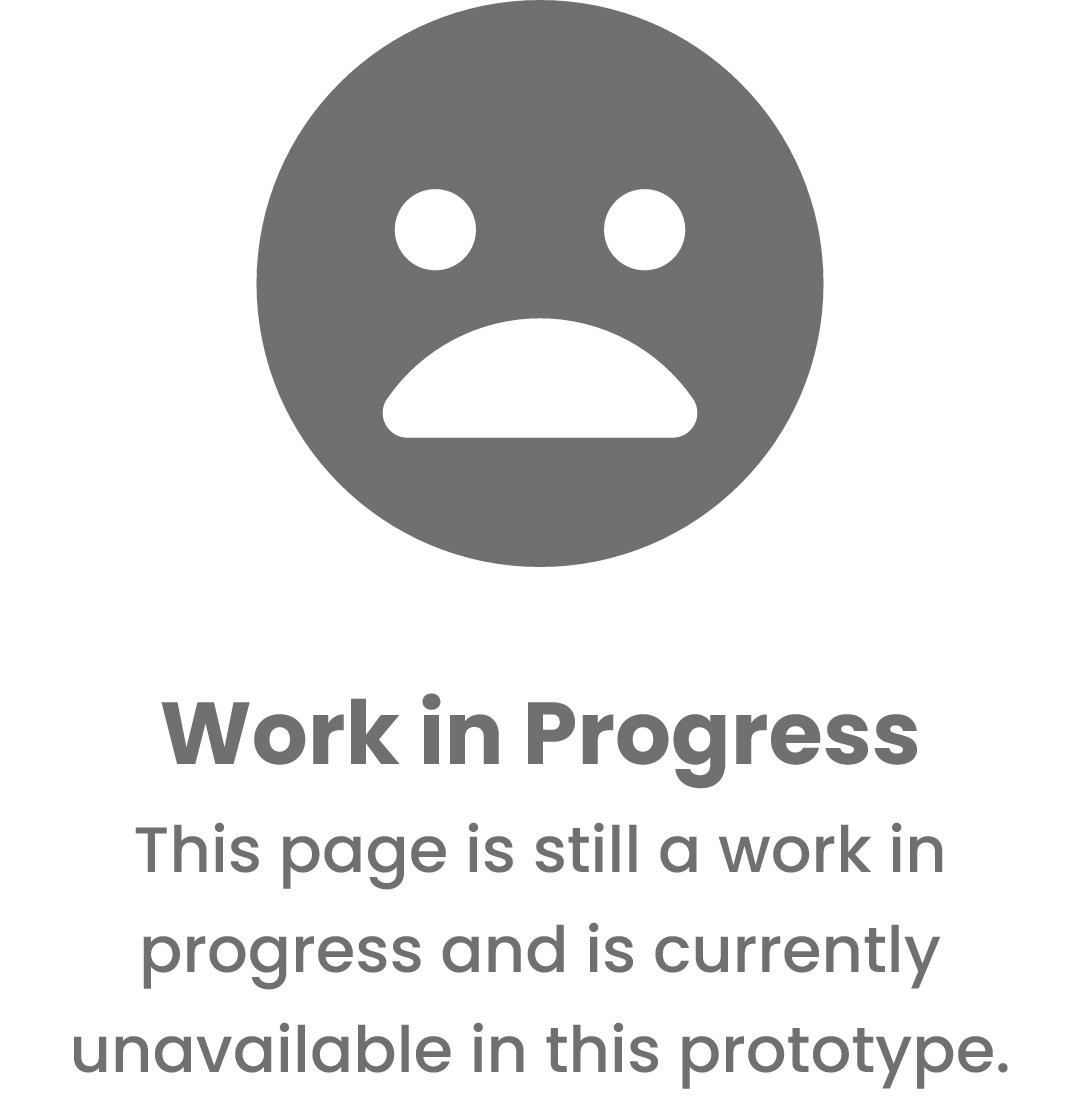 Work in Progress
This page is still a work in
progress and is currently
unavailable in this prototype.